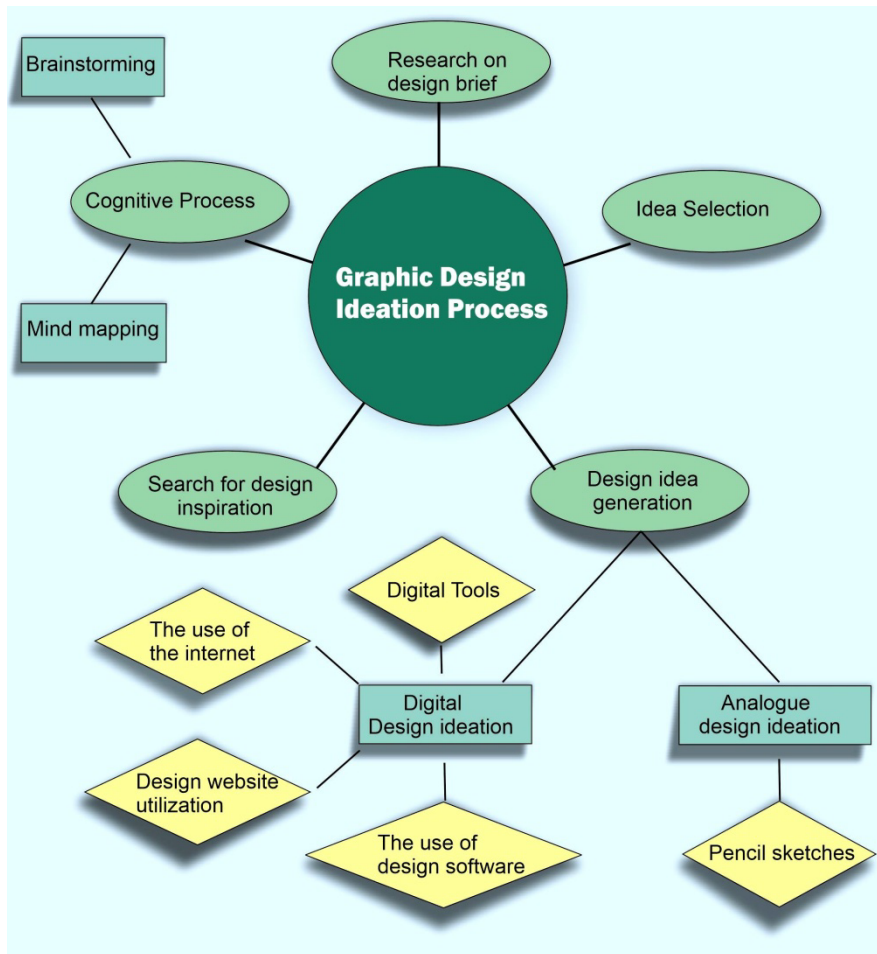 Research on
design brief
Brainstorming
Cognitive Process
Idea Selection
Graphic Design
Ideation Process
Mind mapping
Search for design
inspiration
Design idea
generation
Digital Tools
The use of
the internet
Digital
Design ideation
Analogue
design ideation
Design website
utilization
The use of
design software
Pencil sketches